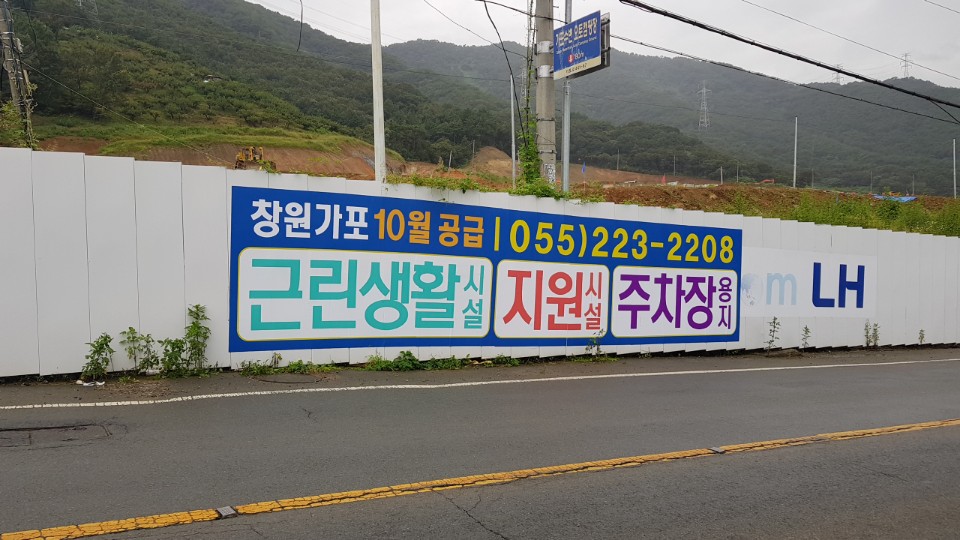 창원가포 10월 공급 | 055)223-2208
근린생활시설 지원시설 주차장용지
om LH